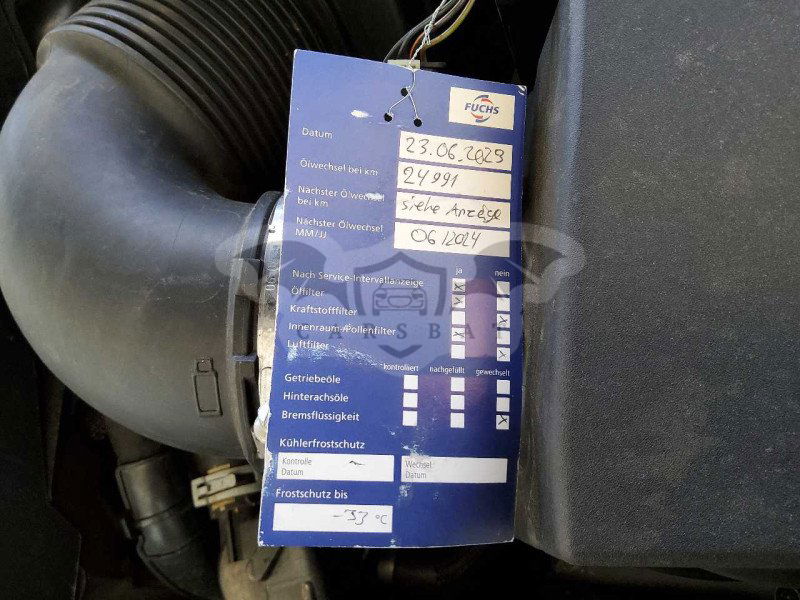 FUCHS
Datum 23.06.2023
Ölwechsel bei km 24991
Nächster Ölwechsel bei km siehe Anzeige
Nächster Ölwechsel MM/JJ 06/2024
ja nein
Nach Service-Intervallanzeige X
Ölfilter
Kraftstofffilter
Innenraum-/Pollenfilter X
Luftfilter
CARSBAT
kontrolliert nachgefüllt gewechselt
Getriebeöle
Hinterachsöle
Bremsflüssigkeit X
Kühlerfrostschutz
Kontrolle Datum
Wechsel: Datum
Frostschutz bis
-33 °C